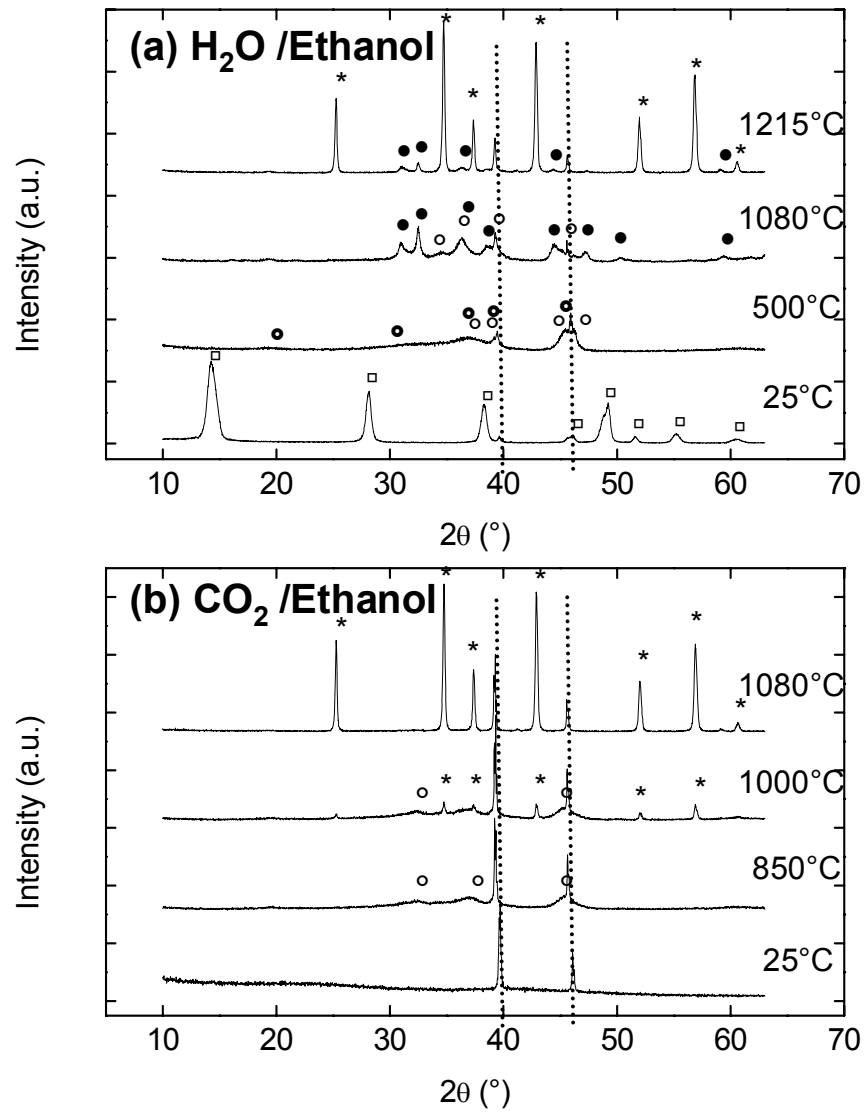 (a) H₂O /Ethanol
1215°C
1080°C
500°C
25°C
Intensity (a.u.)
10 20 30 40 50 60 70
2θ (°)
(b) CO₂ /Ethanol
1080°C
1000°C
850°C
25°C
Intensity (a.u.)
10 20 30 40 50 60 70
2θ (°)